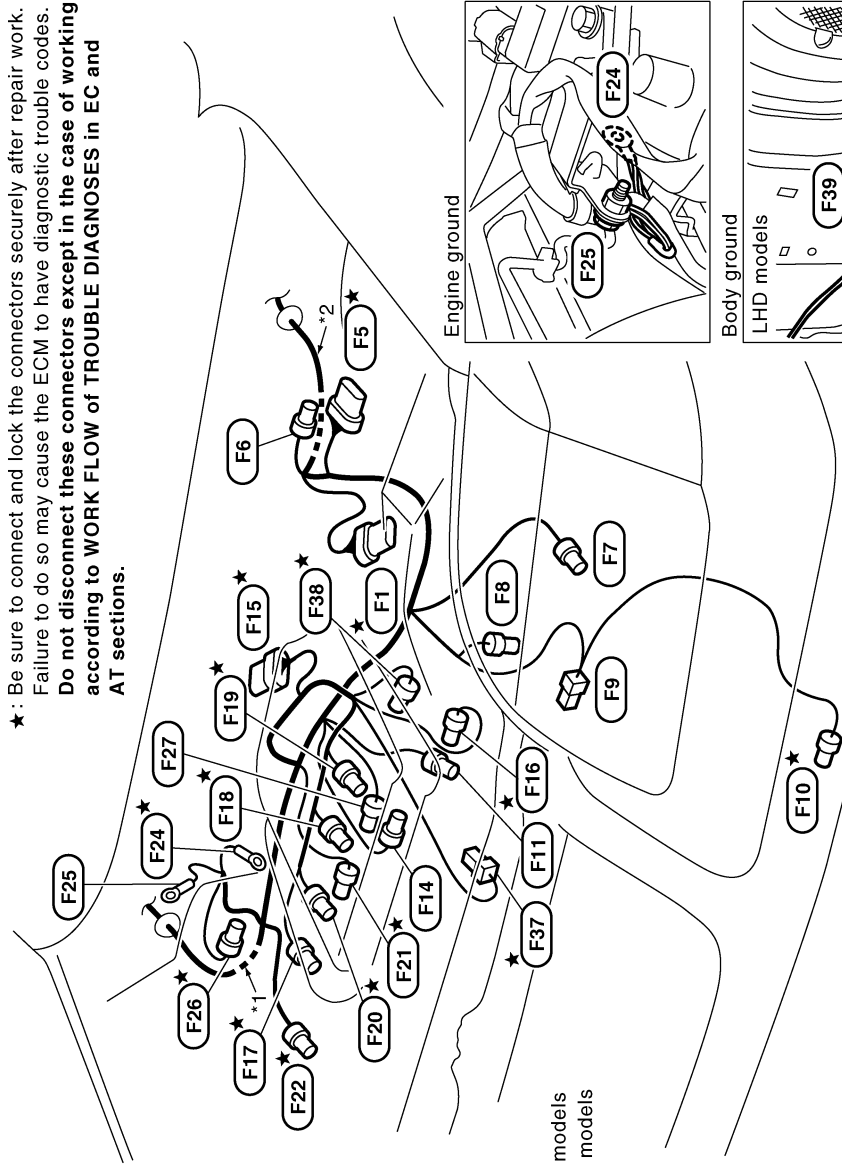 ★: Be sure to connect and lock the connectors securely after repair work.
Failure to do so may cause the ECM to have diagnostic trouble codes.
Do not disconnect these connectors except in the case of working
according to WORK FLOW of TROUBLE DIAGNOSES in EC and
AT sections.
F25
F24 ★
F18 ★
F27
F19 ★
F15 ★
F38 ★
F1 ★
F6
F5 ★
*2
F26 ★
*1
F17 ★
F22 ★
F20 ★
F21 ★
F14
F37 ★
F11
F16 ★
F8
F7
F9
F10 ★
Engine ground
F24
F25
Body ground
LHD models
F39
models
models